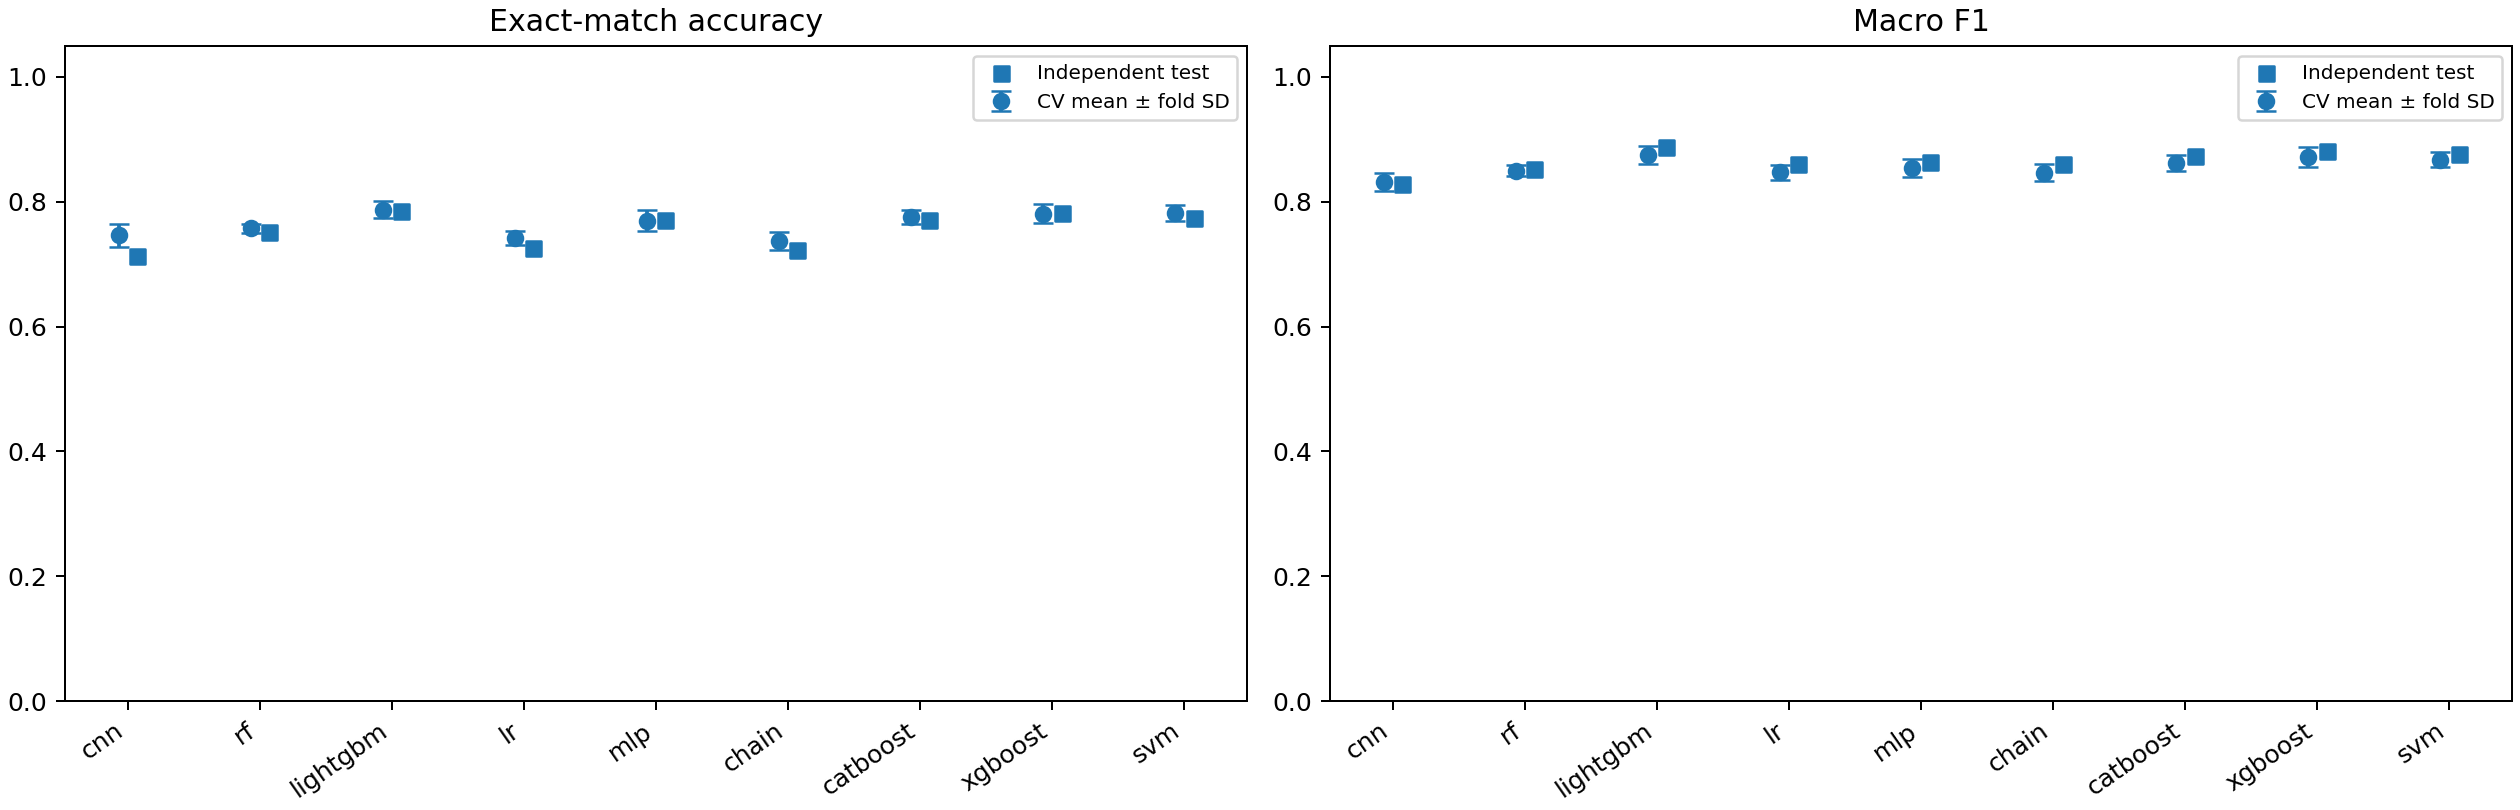 Exact-match accuracy
Independent test
CV mean ± fold SD
1.0
0.8
0.6
0.4
0.2
0.0
cnn
rf
lightgbm
lr
mlp
chain
catboost
xgboost
svm
Macro F1
Independent test
CV mean ± fold SD
1.0
0.8
0.6
0.4
0.2
0.0
cnn
rf
lightgbm
lr
mlp
chain
catboost
xgboost
svm